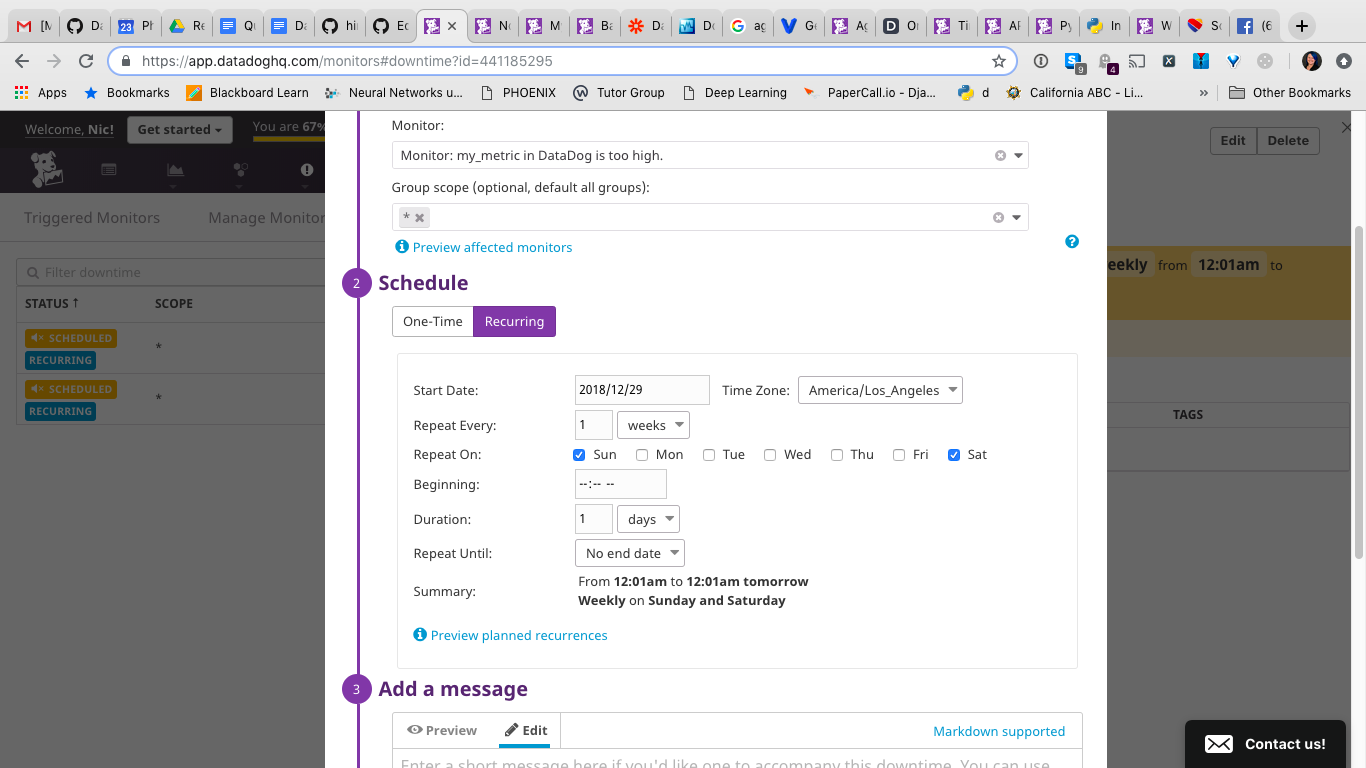 [M Da Ph Re Qu Da hi Ec No M Ba Da Do ag Ge Ag Or Ti AP Py In W Sc (6
https://app.datadoghq.com/monitors#downtime?id=441185295
9 4
Apps Bookmarks Blackboard Learn Neural Networks u... PHOENIX Tutor Group Deep Learning PaperCall.io - Dja... d California ABC - Li... » Other Bookmarks
Welcome, Nic! Get started You are 67% Edit Delete
Monitor:
Monitor: my_metric in DataDog is too high.
Group scope (optional, default all groups):
Triggered Monitors Manage Monitor
*
Preview affected monitors
eekly from 12:01am to
Filter downtime
2 Schedule
STATUS ↑ SCOPE
One-Time Recurring
SCHEDULED
RECURRING *
SCHEDULED
RECURRING *
TAGS
Start Date: 2018/12/29 Time Zone: America/Los_Angeles
Repeat Every: 1 weeks
Repeat On: Sun Mon Tue Wed Thu Fri Sat
Beginning: --:-- --
Duration: 1 days
Repeat Until: No end date
Summary: From 12:01am to 12:01am tomorrow
Weekly on Sunday and Saturday
Preview planned recurrences
3 Add a message
Preview Edit Markdown supported
Enter a short message here if you'd like one to accompany this downtime. You can use
Contact us!